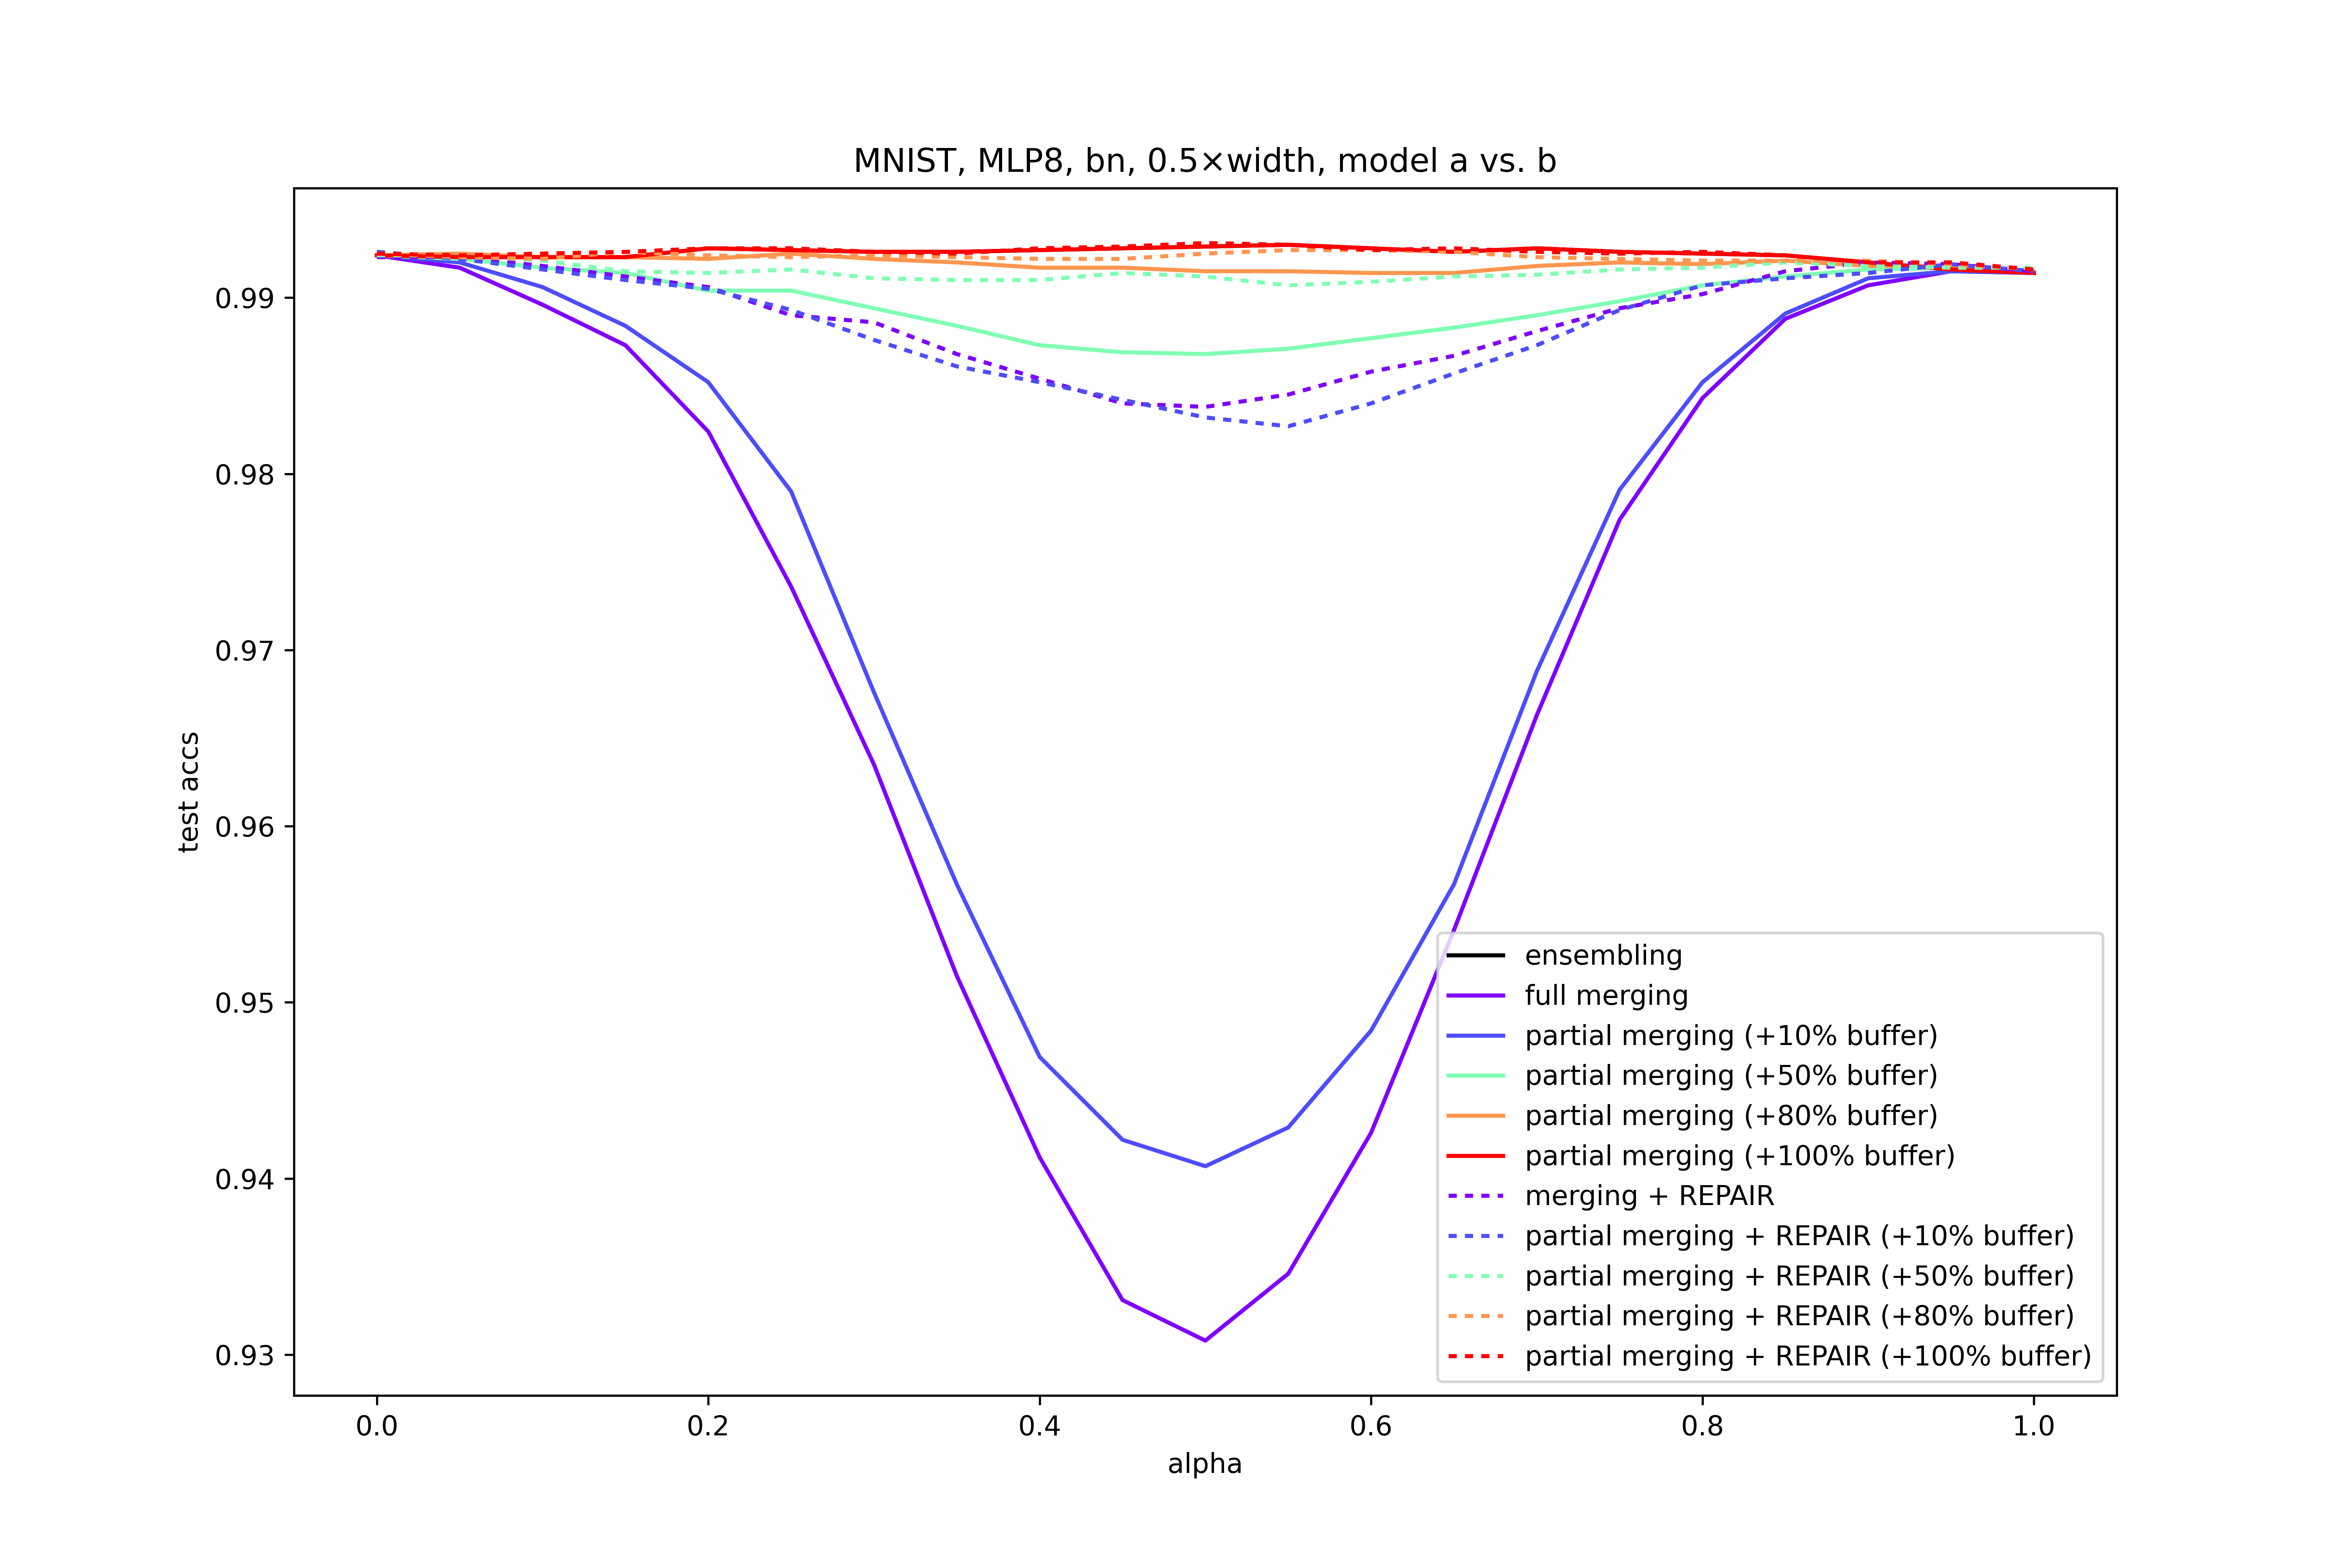 MNIST, MLP8, bn, 0.5×width, model a vs. b
test accs
0.99
0.98
0.97
0.96
0.95
0.94
0.93
ensembling
full merging
partial merging (+10% buffer)
partial merging (+50% buffer)
partial merging (+80% buffer)
partial merging (+100% buffer)
merging + REPAIR
partial merging + REPAIR (+10% buffer)
partial merging + REPAIR (+50% buffer)
partial merging + REPAIR (+80% buffer)
partial merging + REPAIR (+100% buffer)
0.0 0.2 0.4 0.6 0.8 1.0
alpha